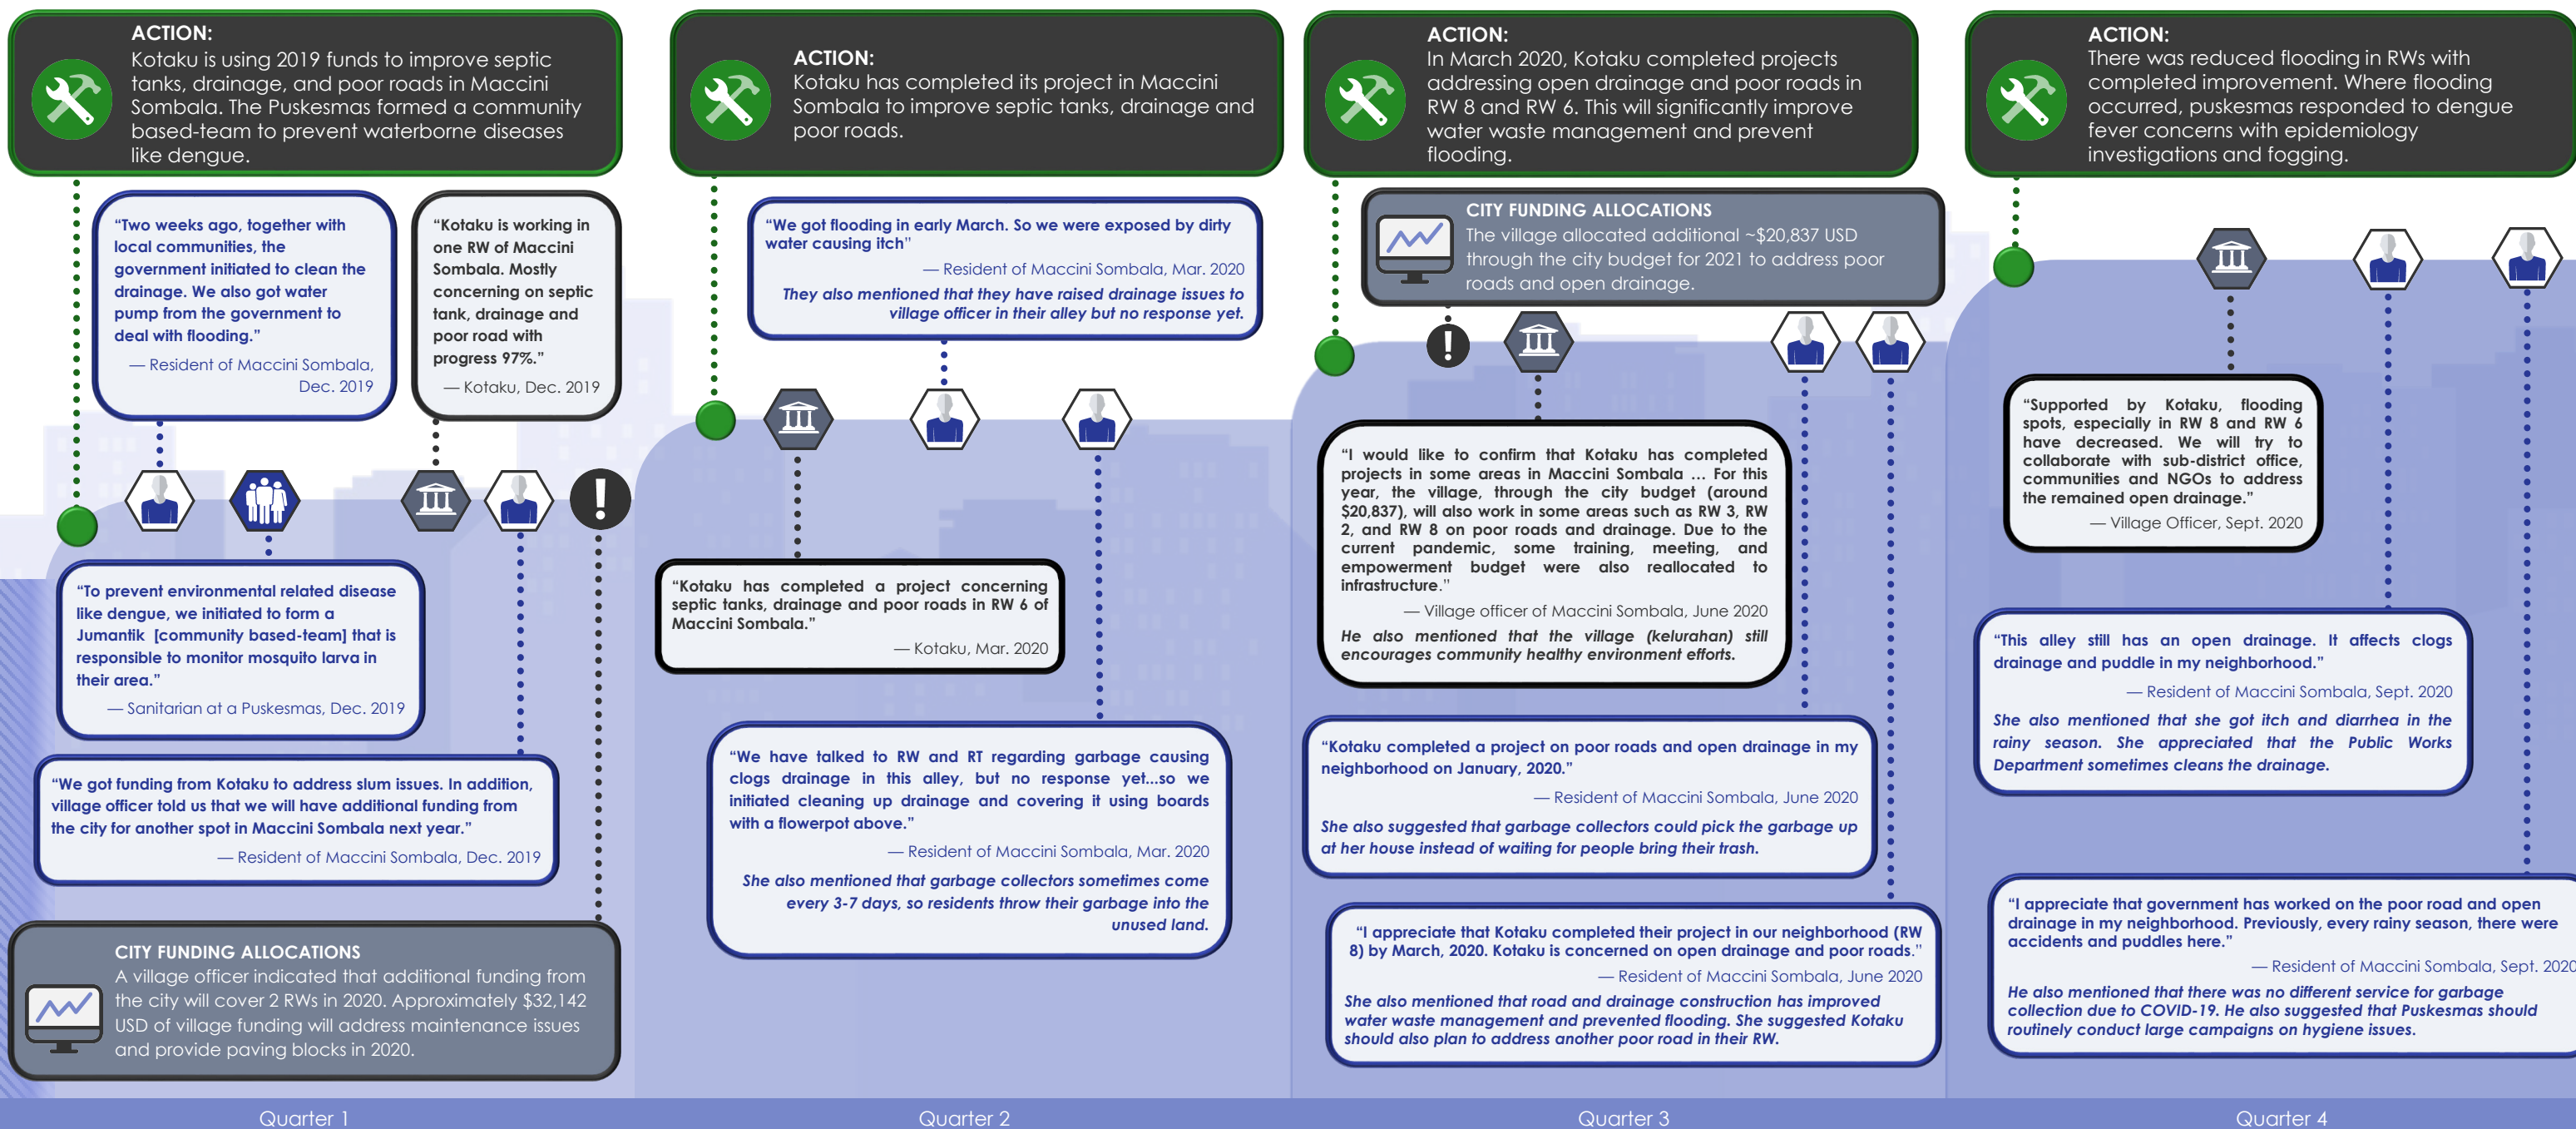 ACTION:
Kotaku is using 2019 funds to improve septic
tanks, drainage, and poor roads in Maccini
Sombala. The Puskesmas formed a community
based-team to prevent waterborne diseases
like dengue.
“Two weeks ago, together with
local communities, the
government initiated to clean the
drainage. We also got water
pump from the government to
deal with flooding.”
— Resident of Maccini Sombala,
Dec. 2019
“Kotaku is working in
one RW of Maccini
Sombala. Mostly
concerning on septic
tank, drainage and
poor road with
progress 97%.”
— Kotaku, Dec. 2019
“To prevent environmental related disease
like dengue, we initiated to form a
Jumantik [community based-team] that is
responsible to monitor mosquito larva in
their area.”
— Sanitarian at a Puskesmas, Dec. 2019
“We got funding from Kotaku to address slum issues. In addition,
village officer told us that we will have additional funding from
the city for another spot in Maccini Sombala next year.”
— Resident of Maccini Sombala, Dec. 2019
CITY FUNDING ALLOCATIONS
A village officer indicated that additional funding from
the city will cover 2 RWs in 2020. Approximately $32,142
USD of village funding will address maintenance issues
and provide paving blocks in 2020.
Quarter 1
ACTION:
Kotaku has completed its project in Maccini
Sombala to improve septic tanks, drainage and
poor roads.
“We got flooding in early March. So we were exposed by dirty
water causing itch”
— Resident of Maccini Sombala, Mar. 2020
They also mentioned that they have raised drainage issues to
village officer in their alley but no response yet.
“Kotaku has completed a project concerning
septic tanks, drainage and poor roads in RW 6 of
Maccini Sombala.”
— Kotaku, Mar. 2020
“We have talked to RW and RT regarding garbage causing
clogs drainage in this alley, but no response yet...so we
initiated cleaning up drainage and covering it using boards
with a flowerpot above.”
— Resident of Maccini Sombala, Mar. 2020
She also mentioned that garbage collectors sometimes come
every 3-7 days, so residents throw their garbage into the
unused land.
Quarter 2
ACTION:
In March 2020, Kotaku completed projects
addressing open drainage and poor roads in
RW 8 and RW 6. This will significantly improve
water waste management and prevent
flooding.
CITY FUNDING ALLOCATIONS
The village allocated additional ~$20,837 USD
through the city budget for 2021 to address poor
roads and open drainage.
“I would like to confirm that Kotaku has completed
projects in some areas in Maccini Sombala ... For this
year, the village, through the city budget (around
$20,837), will also work in some areas such as RW 3, RW
2, and RW 8 on poor roads and drainage. Due to the
current pandemic, some training, meeting, and
empowerment budget were also reallocated to
infrastructure.”
— Village officer of Maccini Sombala, June 2020
He also mentioned that the village (kelurahan) still
encourages community healthy environment efforts.
“Kotaku completed a project on poor roads and open drainage in my
neighborhood on January, 2020.”
— Resident of Maccini Sombala, June 2020
She also suggested that garbage collectors could pick the garbage up
at her house instead of waiting for people bring their trash.
“I appreciate that Kotaku completed their project in our neighborhood (RW
8) by March, 2020. Kotaku is concerned on open drainage and poor roads.”
— Resident of Maccini Sombala, June 2020
She also mentioned that road and drainage construction has improved
water waste management and prevented flooding. She suggested Kotaku
should also plan to address another poor road in their RW.
Quarter 3
ACTION:
There was reduced flooding in RWs with
completed improvement. Where flooding
occurred, puskesmas responded to dengue
fever concerns with epidemiology
investigations and fogging.
“Supported by Kotaku, flooding
spots, especially in RW 8 and RW 6
have decreased. We will try to
collaborate with sub-district office,
communities and NGOs to address
the remained open drainage.”
— Village Officer, Sept. 2020
“This alley still has an open drainage. It affects clogs
drainage and puddle in my neighborhood.”
— Resident of Maccini Sombala, Sept. 2020
She also mentioned that she got itch and diarrhea in the
rainy season. She appreciated that the Public Works
Department sometimes cleans the drainage.
“I appreciate that government has worked on the poor road and open
drainage in my neighborhood. Previously, every rainy season, there were
accidents and puddles here.”
— Resident of Maccini Sombala, Sept. 2020
He also mentioned that there was no different service for garbage
collection due to COVID-19. He also suggested that Puskesmas should
routinely conduct large campaigns on hygiene issues.
Quarter 4